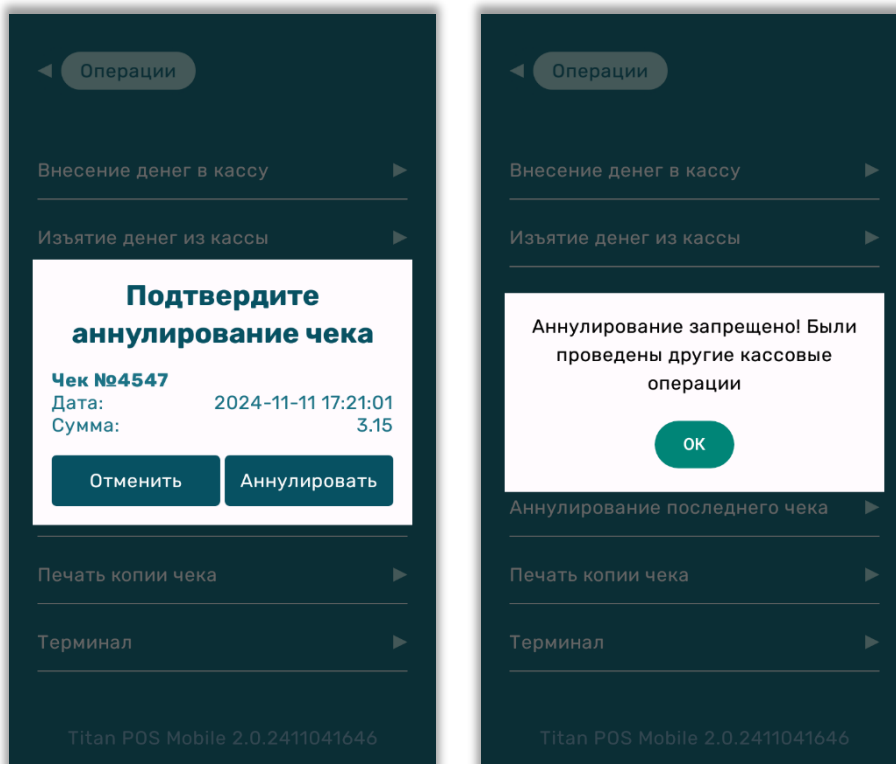 Операции
Внесение денег в кассу
Изъятие денег из кассы
Подтвердите
аннулирование чека
Чек №4547
Дата: 2024-11-11 17:21:01
Сумма: 3.15
Отменить Аннулировать
Печать копии чека
Терминал
Titan POS Mobile 2.0.2411041646
Операции
Внесение денег в кассу
Изъятие денег из кассы
Аннулирование запрещено! Были
проведены другие кассовые
операции
ОК
Аннулирование последнего чека
Печать копии чека
Терминал
Titan POS Mobile 2.0.2411041646